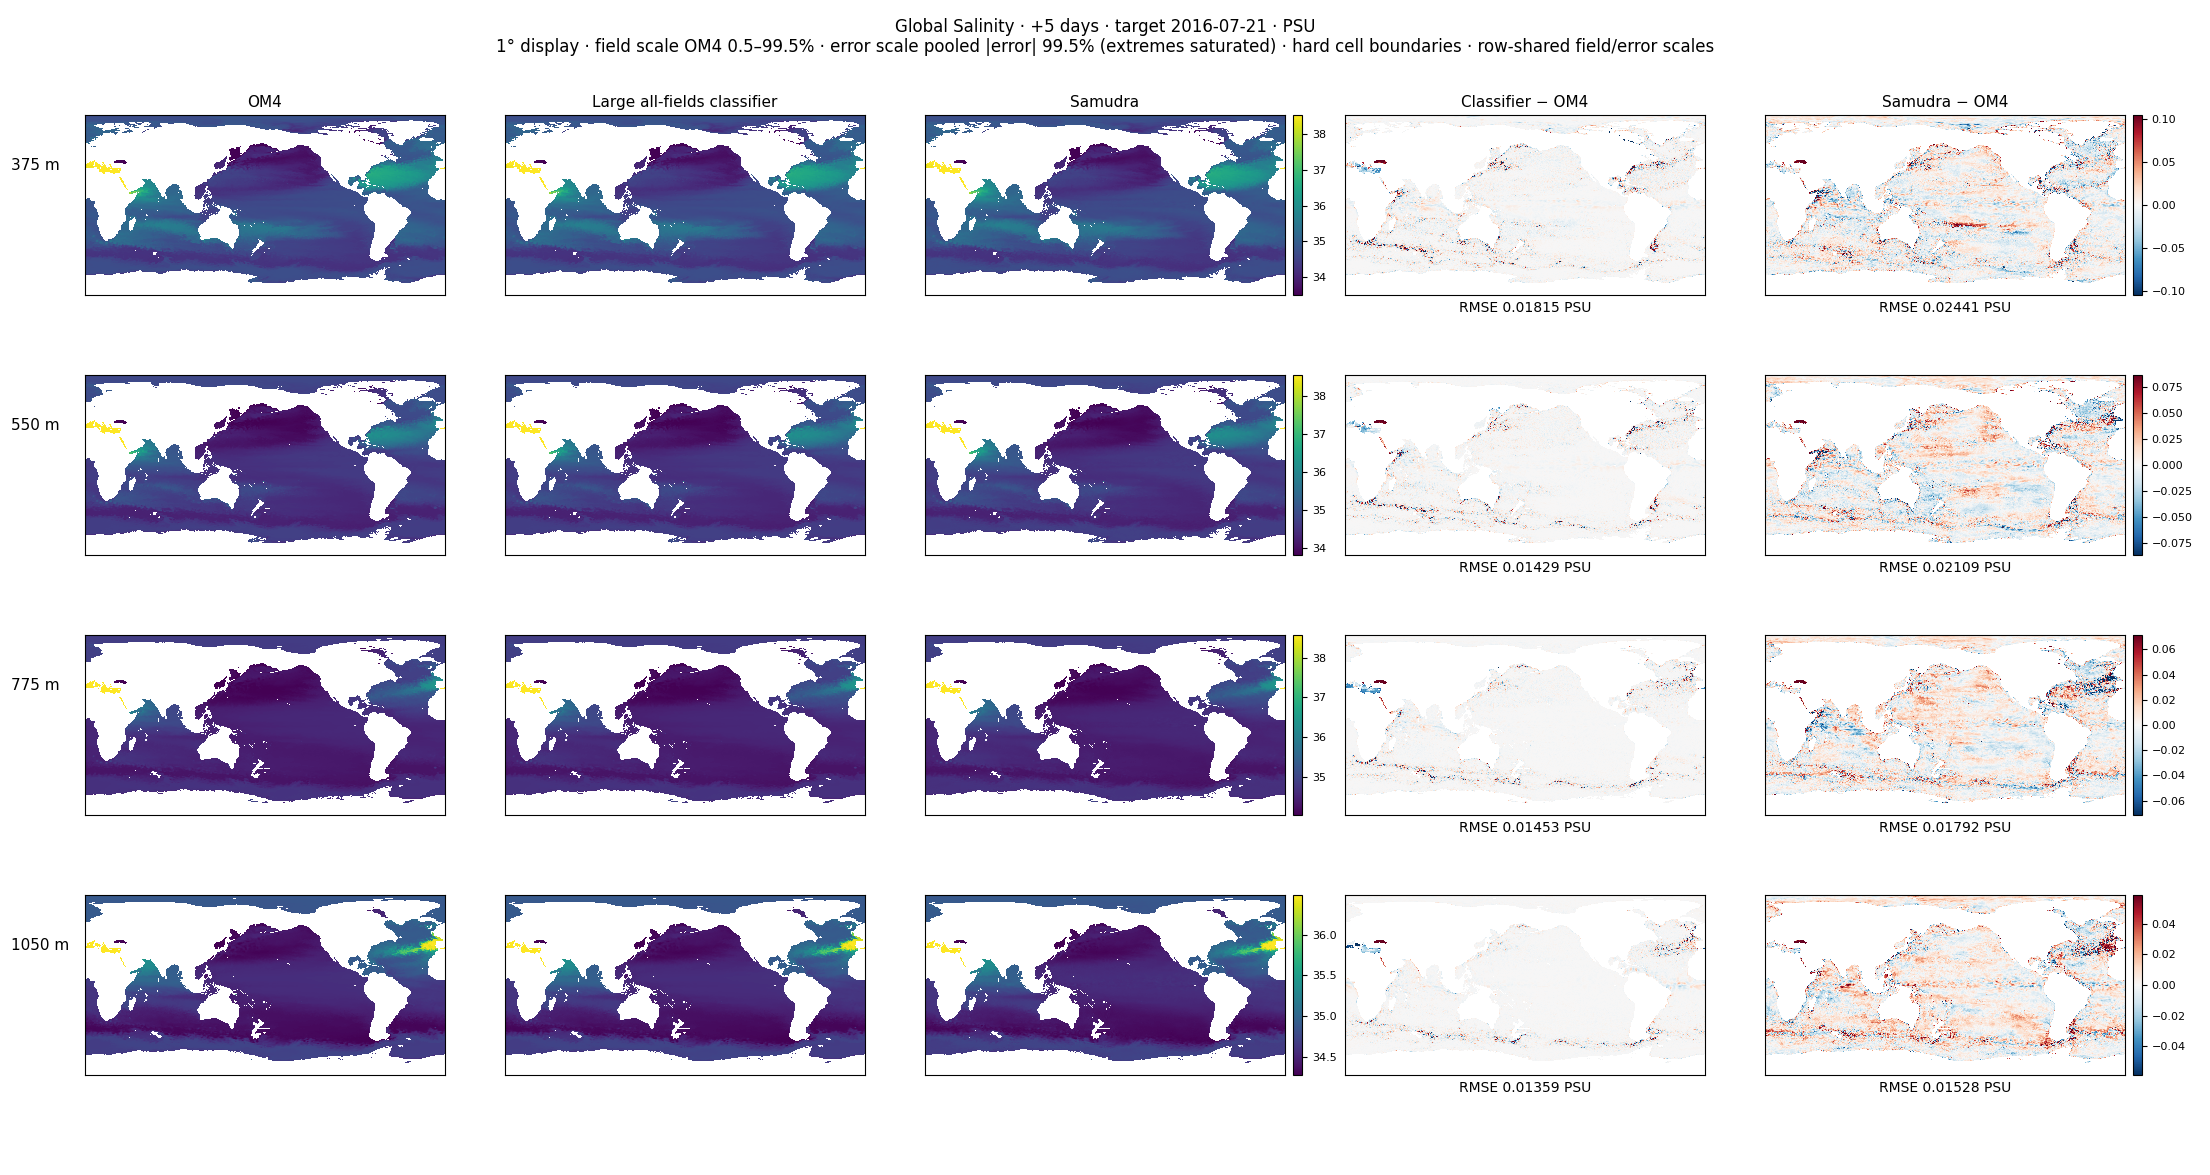 Global Salinity · +5 days · target 2016-07-21 · PSU
1° display · field scale OM4 0.5–99.5% · error scale pooled |error| 99.5% (extremes saturated) · hard cell boundaries · row-shared field/error scales
OM4
Large all-fields classifier
Samudra
Classifier − OM4
Samudra − OM4
375 m
38
37
36
35
34
0.10
0.05
0.00
−0.05
−0.10
RMSE 0.01815 PSU
RMSE 0.02441 PSU
550 m
38
37
36
35
34
0.075
0.050
0.025
0.000
−0.025
−0.050
−0.075
RMSE 0.01429 PSU
RMSE 0.02109 PSU
775 m
38
37
36
35
0.06
0.04
0.02
0.00
−0.02
−0.04
−0.06
RMSE 0.01453 PSU
RMSE 0.01792 PSU
1050 m
36.0
35.5
35.0
34.5
0.04
0.02
0.00
−0.02
−0.04
RMSE 0.01359 PSU
RMSE 0.01528 PSU